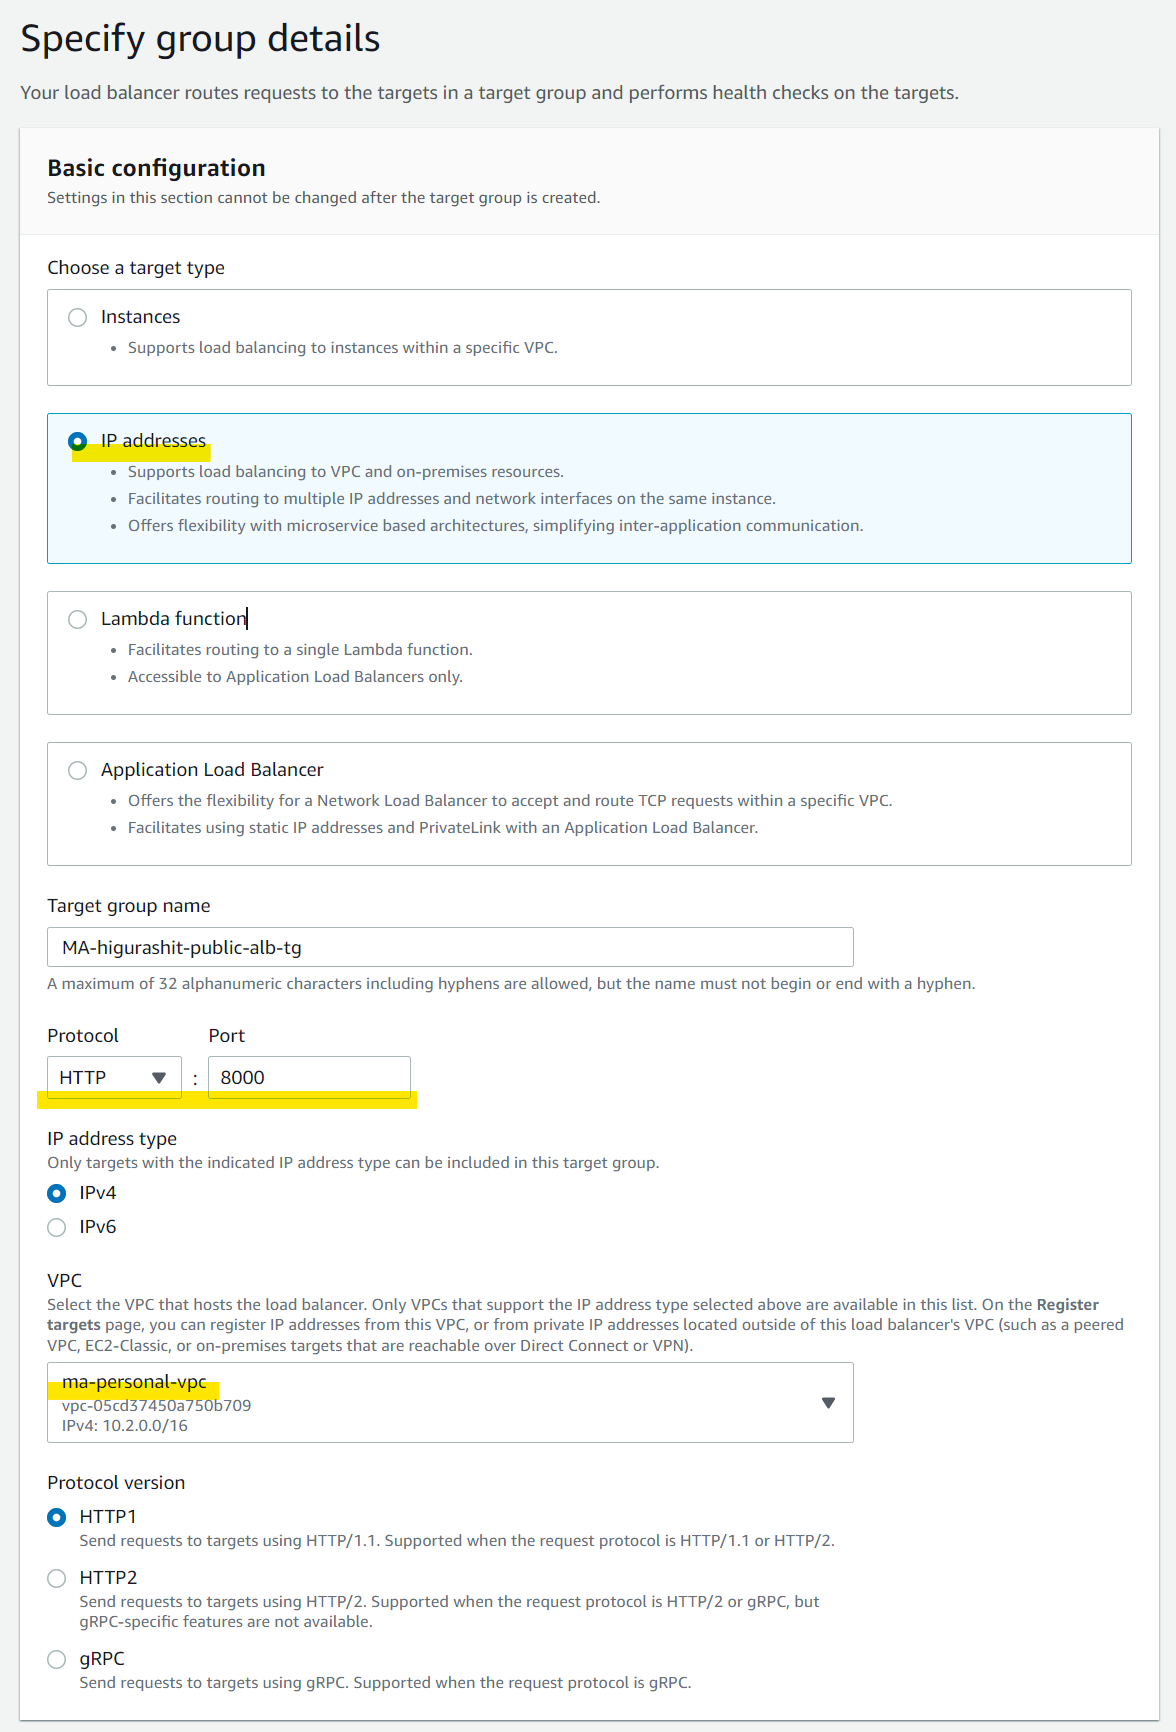 Specify group details
Your load balancer routes requests to the targets in a target group and performs health checks on the targets.
Basic configuration
Settings in this section cannot be changed after the target group is created.
Choose a target type
Instances
• Supports load balancing to instances within a specific VPC.
IP addresses
• Supports load balancing to VPC and on-premises resources.
• Facilitates routing to multiple IP addresses and network interfaces on the same instance.
• Offers flexibility with microservice based architectures, simplifying inter-application communication.
Lambda function
• Facilitates routing to a single Lambda function.
• Accessible to Application Load Balancers only.
Application Load Balancer
• Offers the flexibility for a Network Load Balancer to accept and route TCP requests within a specific VPC.
• Facilitates using static IP addresses and PrivateLink with an Application Load Balancer.
Target group name
MA-higurashit-public-alb-tg
A maximum of 32 alphanumeric characters including hyphens are allowed, but the name must not begin or end with a hyphen.
Protocol Port
HTTP : 8000
IP address type
Only targets with the indicated IP address type can be included in this target group.
IPv4
IPv6
VPC
Select the VPC that hosts the load balancer. Only VPCs that support the IP address type selected above are available in this list. On the Register
targets page, you can register IP addresses from this VPC, or from private IP addresses located outside of this load balancer's VPC (such as a peered
VPC, EC2-Classic, or on-premises targets that are reachable over Direct Connect or VPN).
ma-personal-vpc
vpc-05cd37450a750b709
IPv4: 10.2.0.0/16
Protocol version
HTTP1
Send requests to targets using HTTP/1.1. Supported when the request protocol is HTTP/1.1 or HTTP/2.
HTTP2
Send requests to targets using HTTP/2. Supported when the request protocol is HTTP/2 or gRPC, but
gRPC-specific features are not available.
gRPC
Send requests to targets using gRPC. Supported when the request protocol is gRPC.